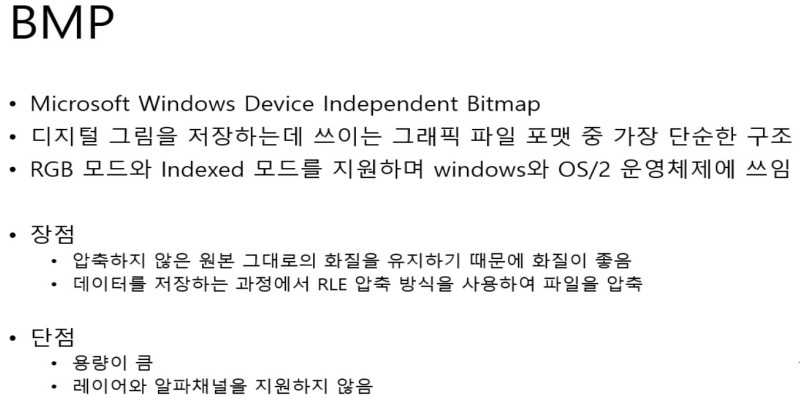 BMP
• Microsoft Windows Device Independent Bitmap
• 디지털 그림을 저장하는데 쓰이는 그래픽 파일 포맷 중 가장 단순한 구조
• RGB 모드와 Indexed 모드를 지원하며 windows와 OS/2 운영체제에 쓰임
• 장점
• 압축하지 않은 원본 그대로의 화질을 유지하기 때문에 화질이 좋음
• 데이터를 저장하는 과정에서 RLE 압축 방식을 사용하여 파일을 압축
• 단점
• 용량이 큼
• 레이어와 알파채널을 지원하지 않음